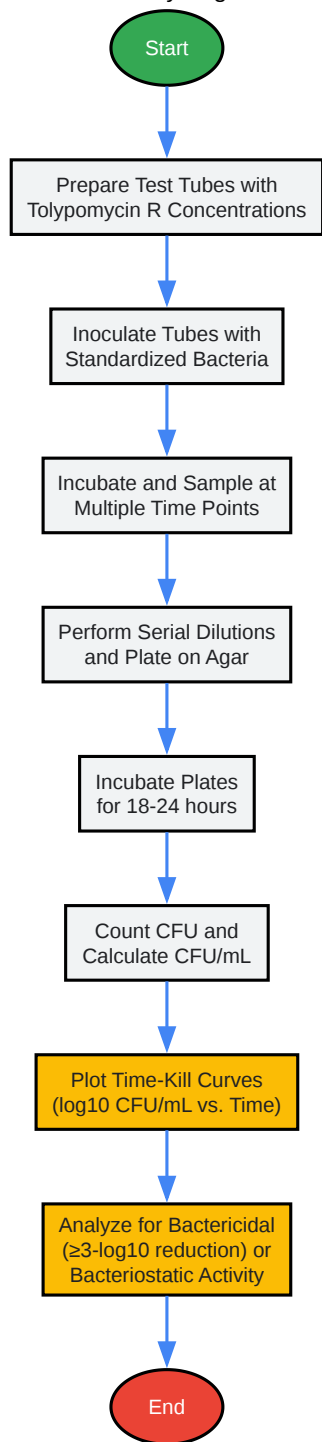 Start
Prepare Test Tubes with
Tolypomycin R Concentrations
Inoculate Tubes with
Standardized Bacteria
Incubate and Sample at
Multiple Time Points
Perform Serial Dilutions
and Plate on Agar
Incubate Plates
for 18-24 hours
Count CFU and
Calculate CFU/mL
Plot Time-Kill Curves
(log10 CFU/mL vs. Time)
Analyze for Bactericidal
(≥3-log10 reduction) or
Bacteriostatic Activity
End